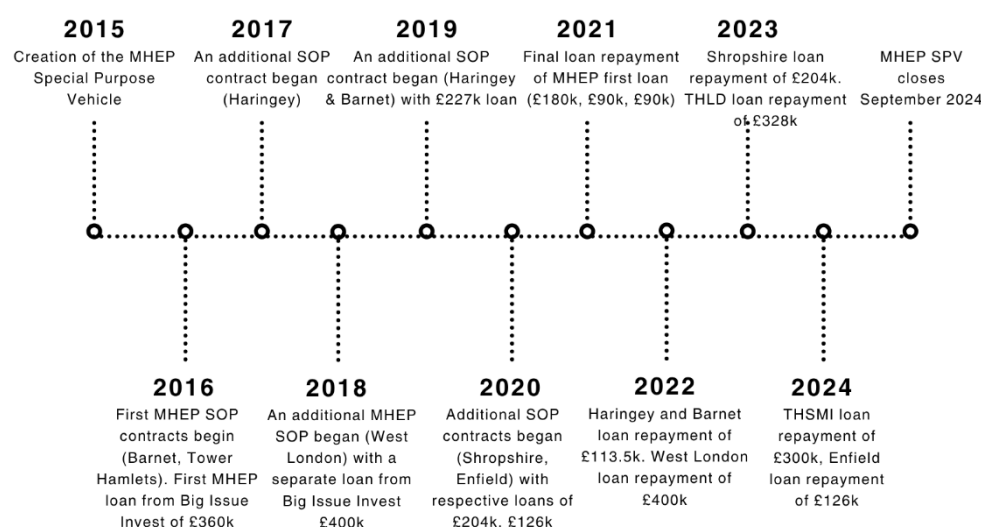 2015
Creation of the MHEP
Special Purpose
Vehicle
2017
An additional SOP
contract began
(Haringey)
2019
An additional SOP
contract began (Haringey
& Barnet) with £227k loan
2021
Final loan repayment
of MHEP first loan
(£180k, £90k, £90k)
2023
Shropshire loan
repayment of £204k.
THLD loan repayment
of £328k
MHEP SPV
closes
September 2024
2016
First MHEP SOP
contracts begin
(Barnet, Tower
Hamlets). First MHEP
loan from Big Issue
Invest of £360k
2018
An additional MHEP
SOP began (West
London) with a
separate loan from
Big Issue Invest
£400k
2020
Additional SOP
contracts began
(Shropshire,
Enfield) with
respective loans of
£204k, £126k
2022
Haringey and Barnet
loan repayment of
£113.5k. West London
loan repayment of
£400k
2024
THSMI loan
repayment of
£300k, Enfield
loan repayment
of £126k